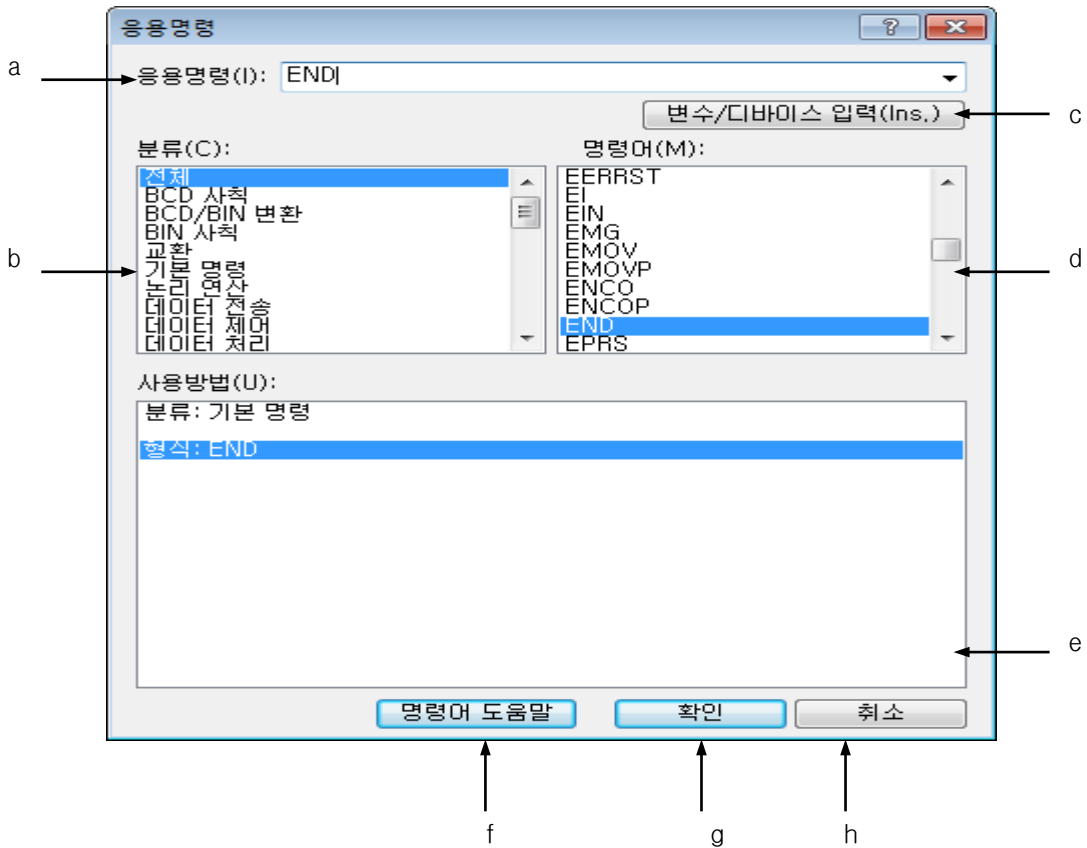 응용명령
?
a
응용명령(I): END
변수/디바이스 입력(Ins.)
c
분류(C):
명령어(M):
전체
BCD 사칙
BCD/BIN 변환
BIN 사칙
교환
기본 명령
논리 연산
데이터 전송
데이터 제어
데이터 처리
b
EERRST
EI
EIN
EMG
EMOV
EMOVP
ENCO
ENCOP
END
EPRS
d
사용방법(U):
분류: 기본 명령
형식: END
e
명령어 도움말
확인
취소
f
g
h